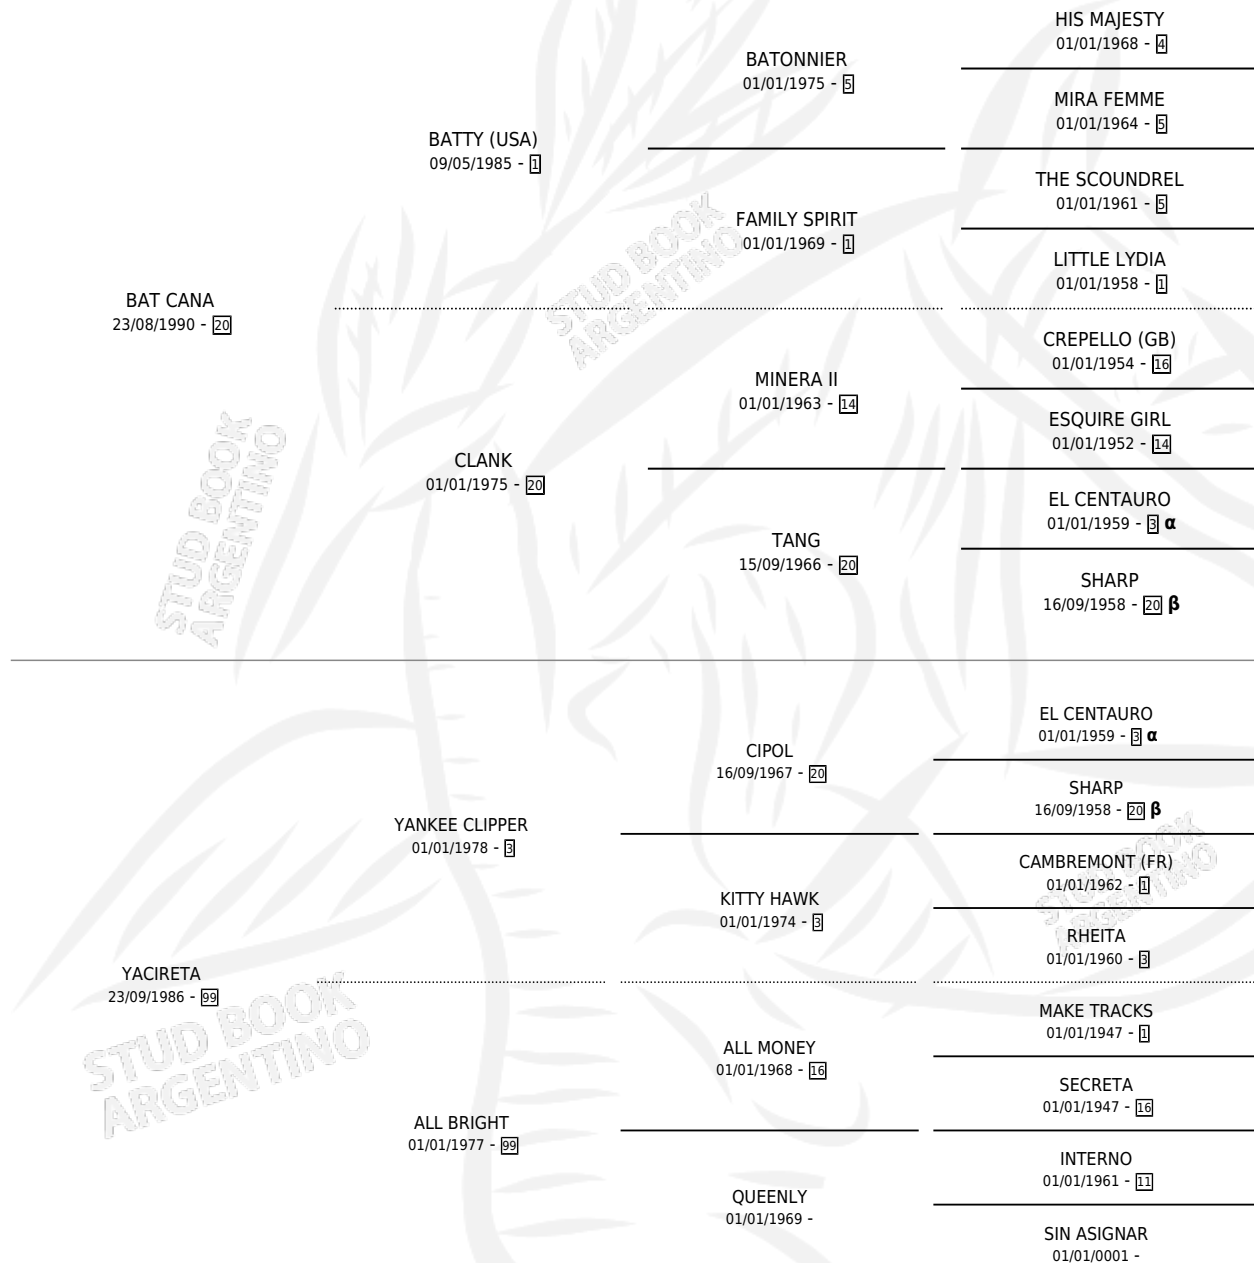 HIS MAJESTY
01/01/1968 - 4
BATONNIER
01/01/1975 - 5
MIRA FEMME
01/01/1964 - 5
BATTY (USA)
09/05/1985 - 1
THE SCOUNDREL
01/01/1961 - 5
FAMILY SPIRIT
01/01/1969 - 1
LITTLE LYDIA
01/01/1958 - 1
BAT CANA
23/08/1990 - 20
CREPELLO (GB)
01/01/1954 - 16
MINERA II
01/01/1963 - 14
ESQUIRE GIRL
01/01/1952 - 14
CLANK
01/01/1975 - 20
EL CENTAURO
01/01/1959 - 3 α
TANG
15/09/1966 - 20
SHARP
16/09/1958 - 20 β
EL CENTAURO
01/01/1959 - 3 α
CIPOL
16/09/1967 - 20
SHARP
16/09/1958 - 20 β
YANKEE CLIPPER
01/01/1978 - 3
CAMBREMONT (FR)
01/01/1962 - 1
KITTY HAWK
01/01/1974 - 3
RHEITA
01/01/1960 - 3
YACIRETA
23/09/1986 - 99
MAKE TRACKS
01/01/1947 - 1
ALL MONEY
01/01/1968 - 16
SECRETA
01/01/1947 - 16
ALL BRIGHT
01/01/1977 - 99
INTERNO
01/01/1961 - 11
QUEENLY
01/01/1969 -
SIN ASIGNAR
01/01/0001 -
STUD BOOK
ARGENTINO
STUD BOOK
ARGENTINO
STUD BOOK
ARGENTINO
STUD BOOK
ARGENTINO